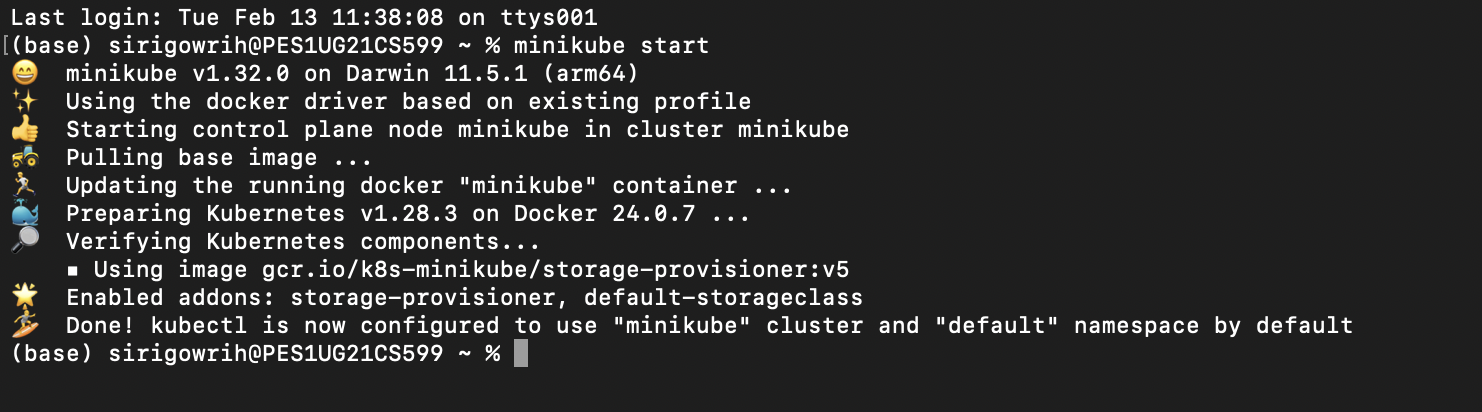 Last login: Tue Feb 13 11:38:08 on ttys001
[(base) sirigowrih@PES1UG21CS599 ~ % minikube start
😄  minikube v1.32.0 on Darwin 11.5.1 (arm64)
✨  Using the docker driver based on existing profile
👍  Starting control plane node minikube in cluster minikube
🚜  Pulling base image ...
🏃  Updating the running docker "minikube" container ...
🐳  Preparing Kubernetes v1.28.3 on Docker 24.0.7 ...
🔎  Verifying Kubernetes components...
▪ Using image gcr.io/k8s-minikube/storage-provisioner:v5
🌟  Enabled addons: storage-provisioner, default-storageclass
🏄  Done! kubectl is now configured to use "minikube" cluster and "default" namespace by default
(base) sirigowrih@PES1UG21CS599 ~ %